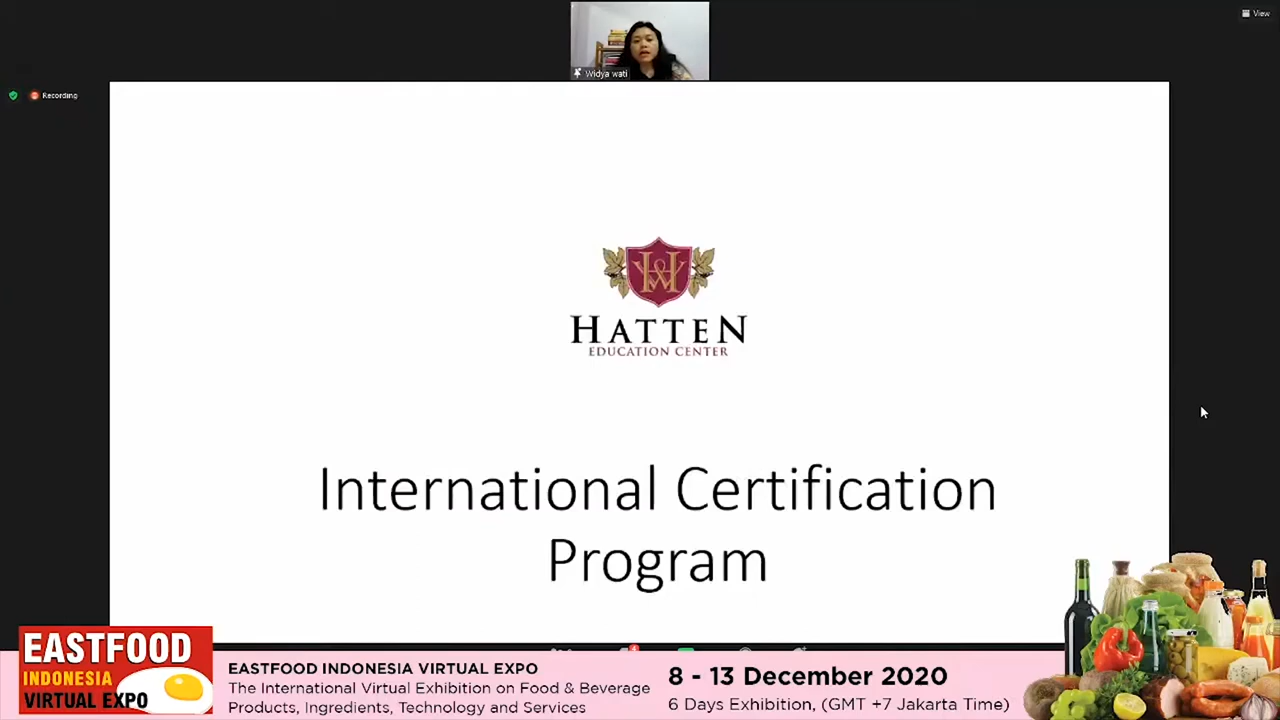 View
Widya wati
Recording
HATTEN
EDUCATION CENTER
International Certification
Program
EASTFOOD
INDONESIA
VIRTUAL EXPO
EASTFOOD INDONESIA VIRTUAL EXPO
The International Virtual Exhibition on Food & Beverage
Products, Ingredients, Technology and Services
8 - 13 December 2020
6 Days Exhibition, (GMT +7 Jakarta Time)